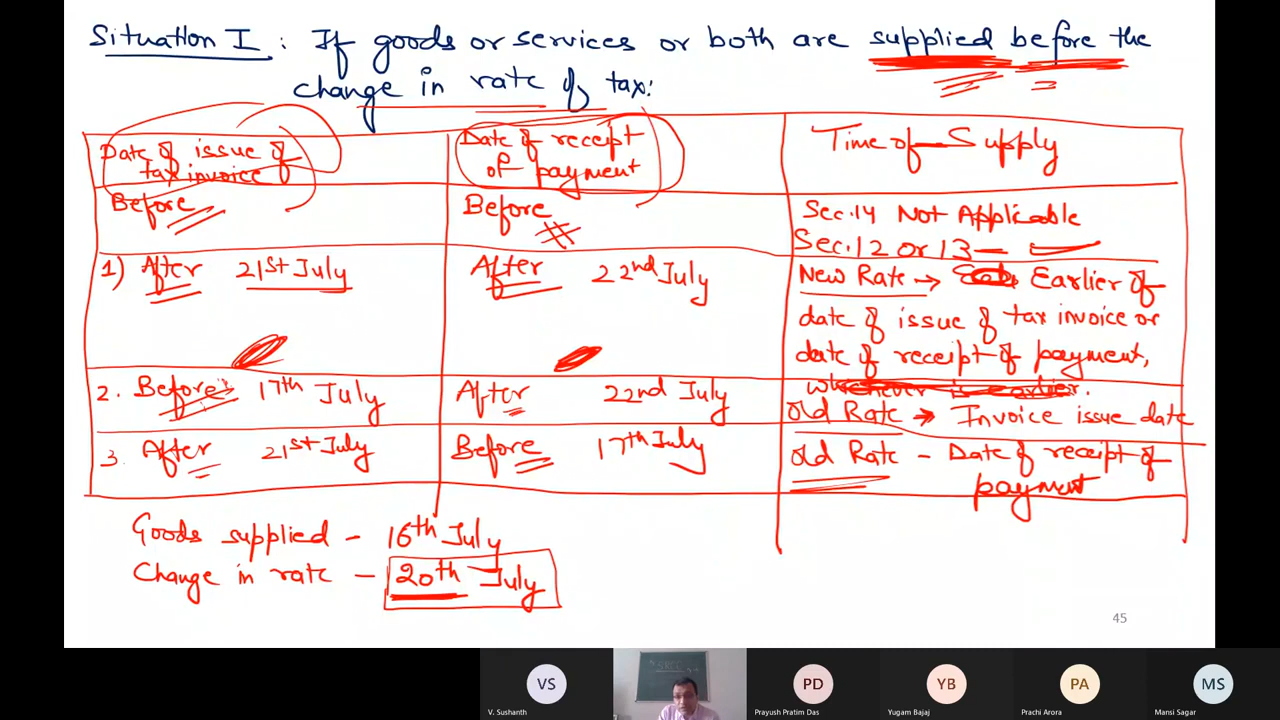 Situation I : If goods or services or both are supplied before the
change in rate of tax:
Date of issue of
tax invoice
Date of receipt
of payment
Time of Supply
Before
Before
Sec.14 Not Applicable
Sec.12 or 13
1) After 21st July
After 22nd July
New Rate → Earlier of
date of issue of tax invoice or
date of receipt of payment,
2. Before 17th July
After 22nd July
Old Rate → Invoice issue date
3. After 21st July
Before 17th July
Old Rate - Date of receipt of
payment
Goods supplied - 16th July
Change in rate - 20th July
45
VS
V. Sushanth
PD
Prayush Pratim Das
YB
Yugam Bajaj
PA
Prachi Arora
MS
Mansi Sagar